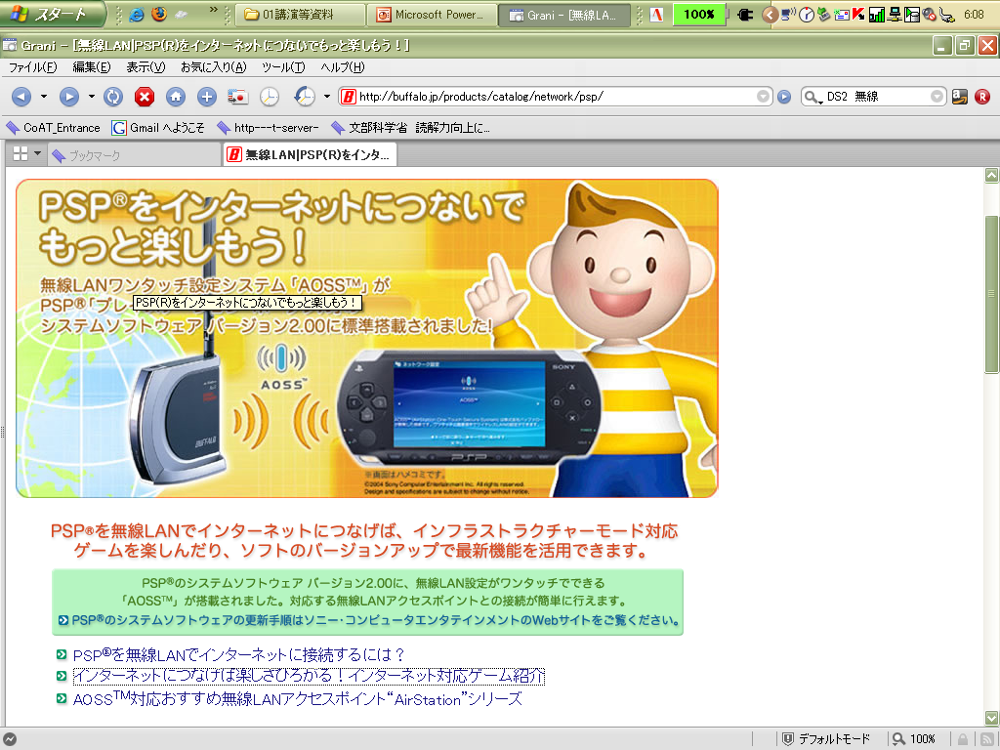 スタート
»
01講演等資料
Microsoft Power...
Grani - [無線LA...
100%
6:08
Grani - [無線LAN|PSP(R)をインターネットにつないでもっと楽しもう！]
ファイル(F) 編集(E) 表示(V) お気に入り(A) ツール(T) ヘルプ(H)
http://buffalo.jp/products/catalog/network/psp/
DS2 無線
CoAT_Entrance Gmail へようこそ http---t-server- 文部科学省 読解力向上に...
ブックマーク
無線LAN|PSP(R)をインタ...
PSP®をインターネットにつないで
もっと楽しもう！
無線LANワンタッチ設定システム「AOSS™」が
PSP®「プレ
PSP(R)をインターネットにつないでもっと楽しもう！
システムソフトウェア バージョン2.00に標準搭載されました!
AOSS™
BUFFALO
ネットワーク設定
SONY
AOSS
AOSS™
PSP
※画面はハメコミです。
©2004 Sony Computer Entertainment Inc. All rights reserved.
Design and specifications are subject to change without notice.
PSP®を無線LANでインターネットにつなげば、インフラストラクチャーモード対応
ゲームを楽しんだり、ソフトのバージョンアップで最新機能を活用できます。
PSP®のシステムソフトウェア バージョン2.00に、無線LAN設定がワンタッチでできる
「AOSS™」が搭載されました。対応する無線LANアクセスポイントとの接続が簡単に行えます。
PSP®のシステムソフトウェアの更新手順はソニー・コンピュータエンタテインメントのWebサイトをご覧ください。
PSP®を無線LANでインターネットに接続するには？
インターネットにつなげば楽しさひろがる！インターネット対応ゲーム紹介
AOSS™対応おすすめ無線LANアクセスポイント“AirStation”シリーズ
デフォルトモード
100%